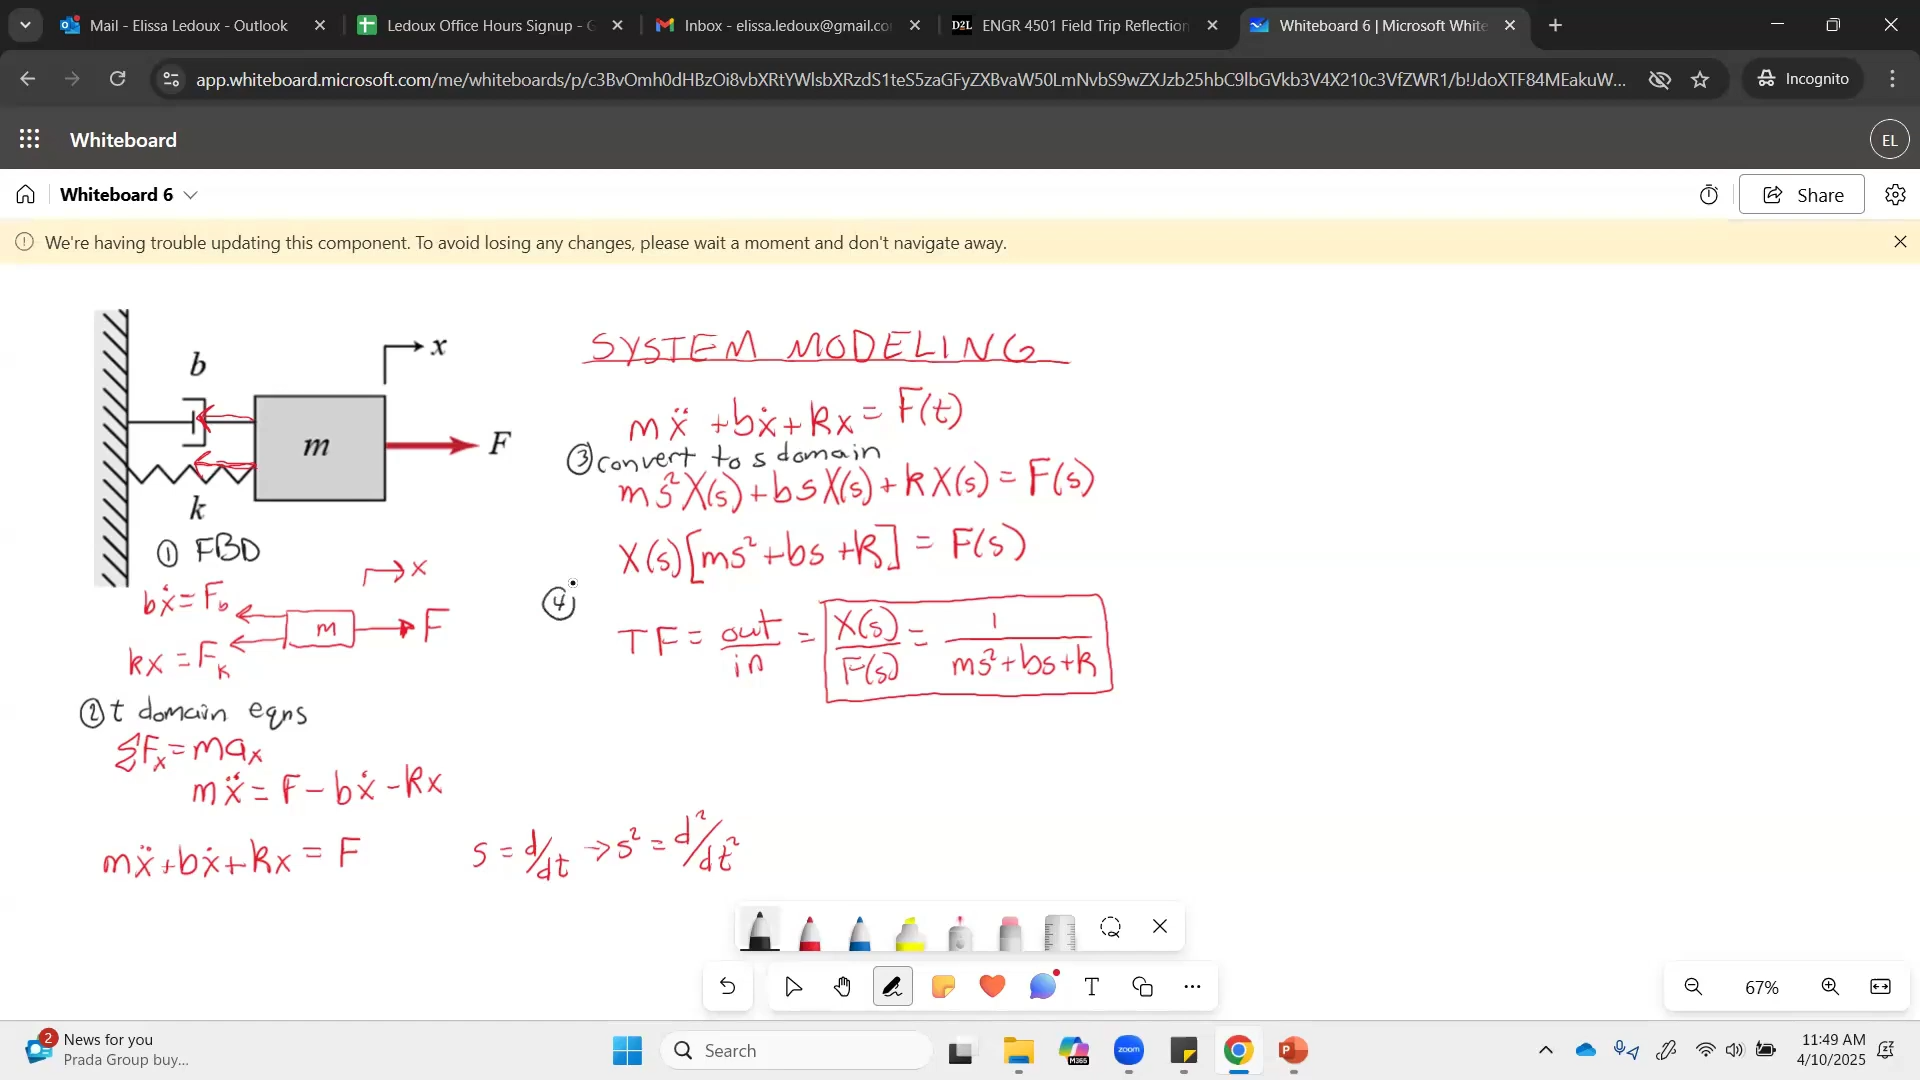 Mail - Elissa Ledoux - Outlook
Ledoux Office Hours Signup - G
Inbox - elissa.ledoux@gmail.co
D2L ENGR 4501 Field Trip Reflection
Whiteboard 6 | Microsoft White
app.whiteboard.microsoft.com/me/whiteboards/p/c3BvOmh0dHBzOi8vbXRtYWlsbXRzdS1teS5zaGFyZXBvaW50LmNvbS9wZXJzb25hbC9lbGVkb3V4X210c3VfZWR1/b!JdoXTF84MEakuW...
Incognito
Whiteboard
EL
Whiteboard 6
Share
We're having trouble updating this component. To avoid losing any changes, please wait a moment and don't navigate away.
b
x
m
F
k
① FBD
x
bẋ = F_b
m
F
kx = F_k
② t domain eqns
ΣF_x = ma_x
mẍ = F - bẋ - kx
mẍ + bẋ + kx = F
s = d/dt → s² = d²/dt²
SYSTEM MODELING
mẍ + bẋ + kx = F(t)
③ convert to s domain
ms²X(s) + bsX(s) + kX(s) = F(s)
X(s)[ms² + bs + k] = F(s)
④
TF = out/in = X(s)/F(s) = 1/(ms² + bs + k)
67%
2
News for you
Prada Group buy...
Search
M365
zoom
11:49 AM
4/10/2025